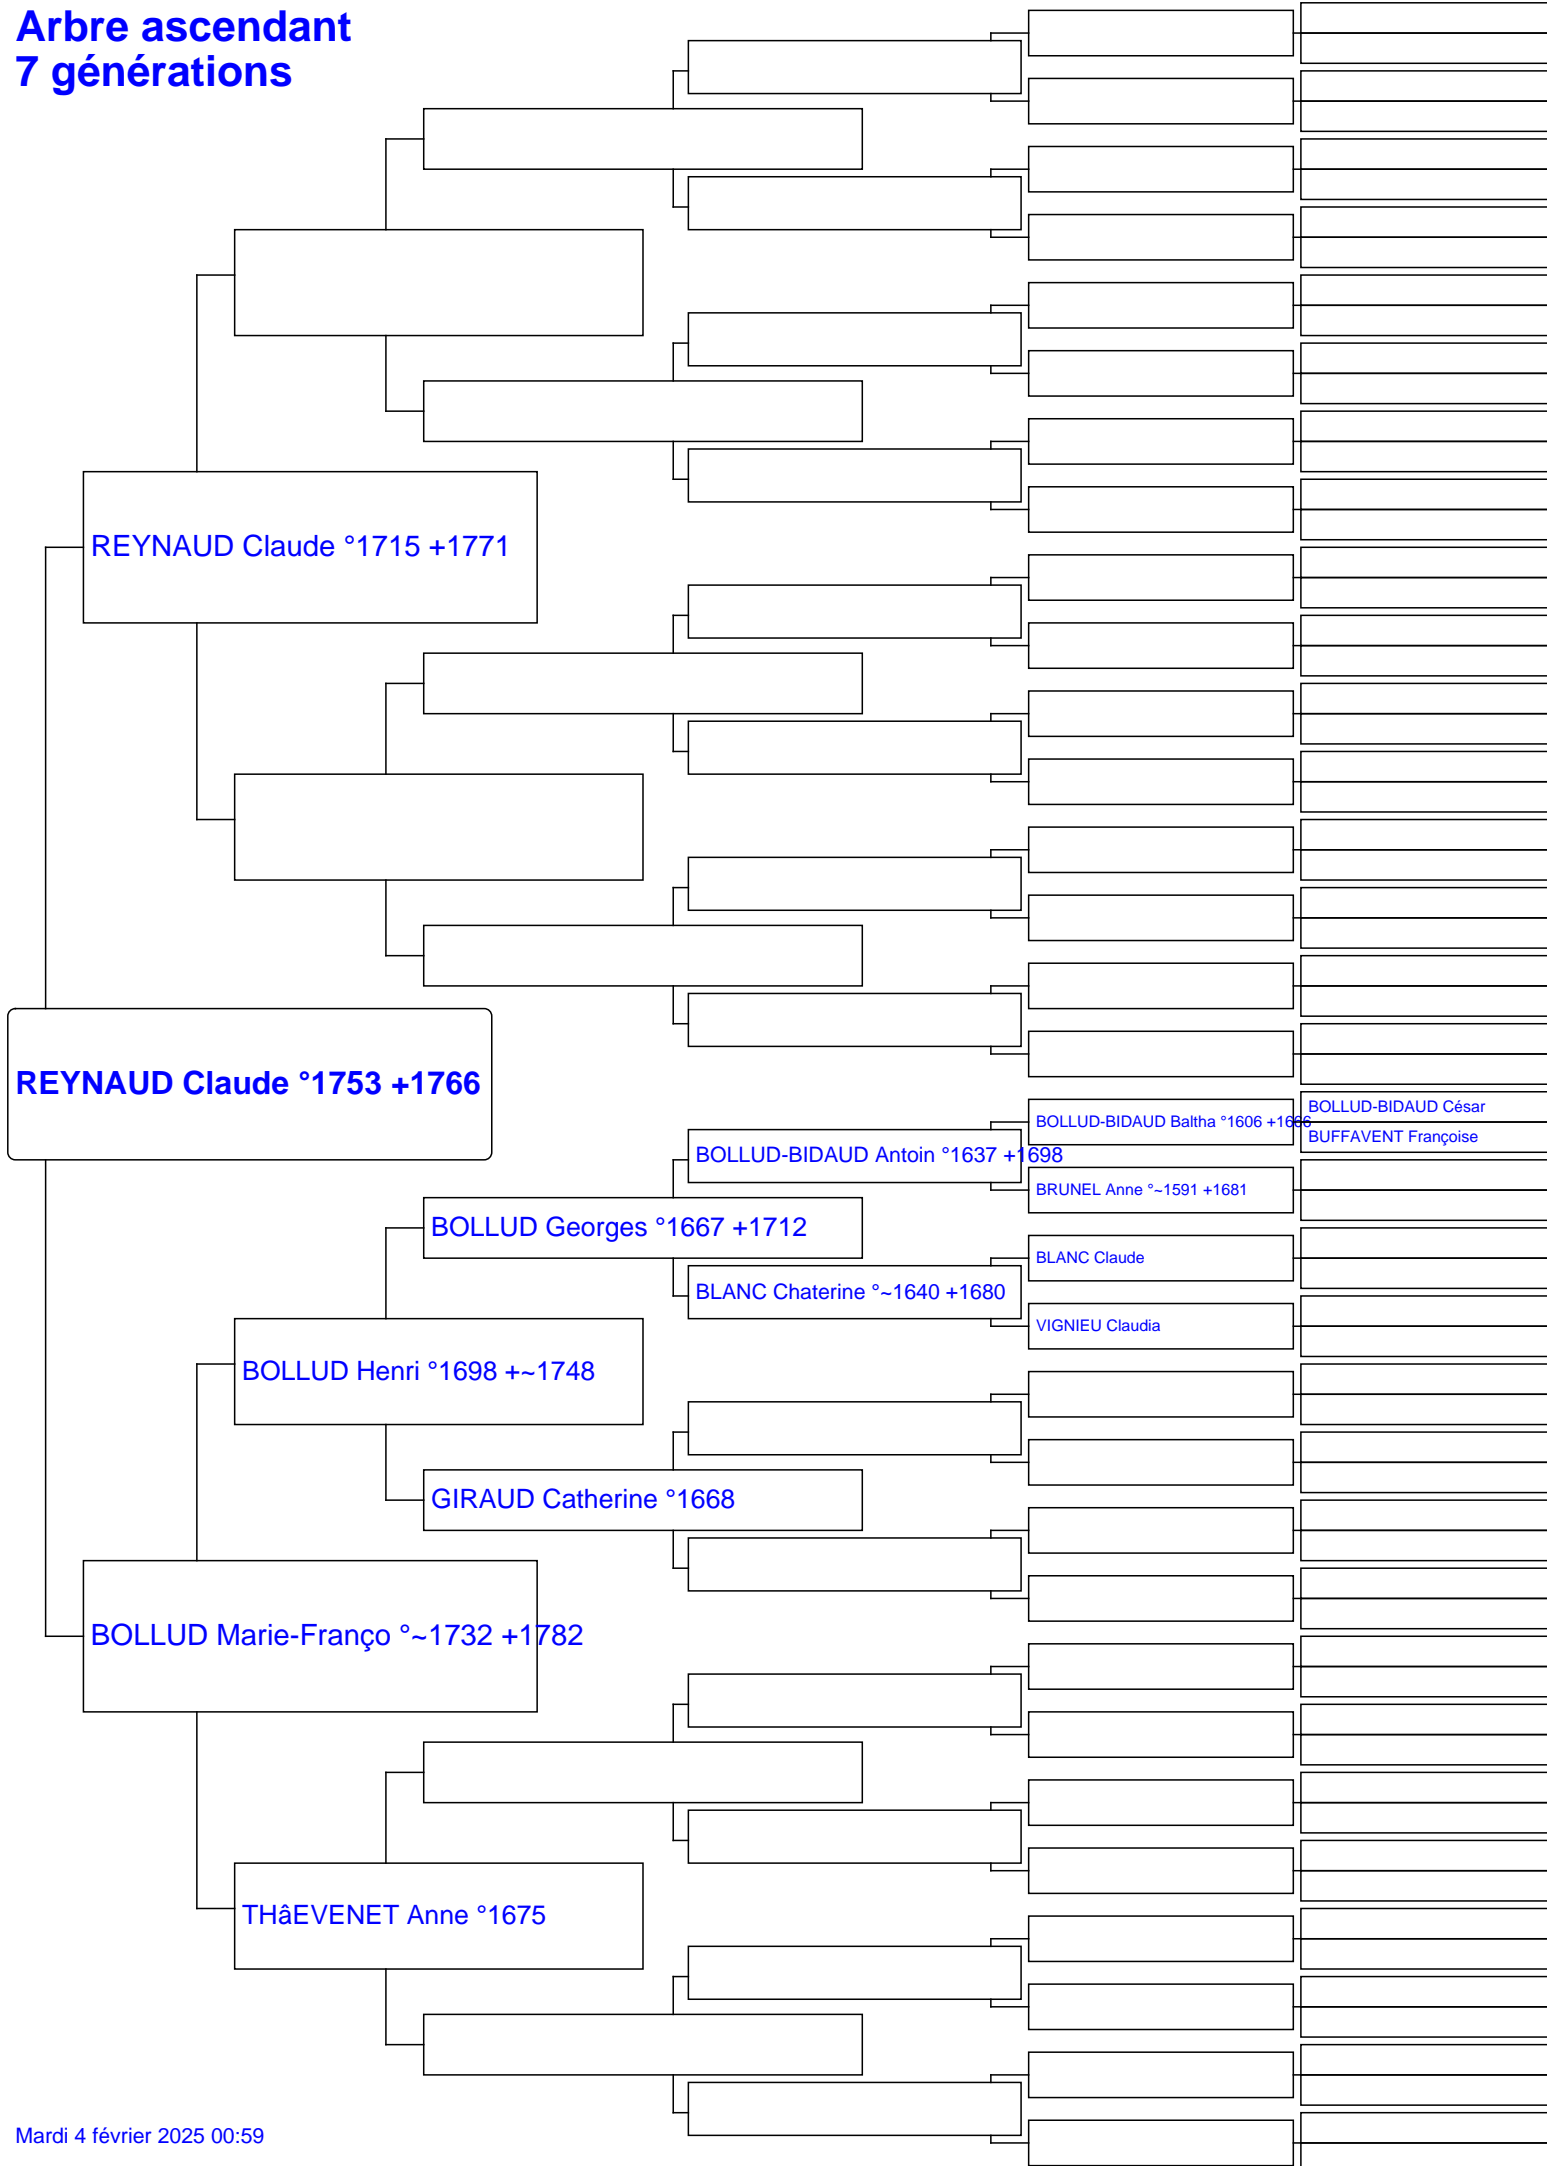 Arbre ascendant
7 générations
REYNAUD Claude °1715 +1771
REYNAUD Claude °1753 +1766
BOLLUD-BIDAUD César
BOLLUD-BIDAUD Baltha °1606 +1666
BUFFAVENT Françoise
BOLLUD-BIDAUD Antoin °1637 +1698
BRUNEL Anne °~1591 +1681
BOLLUD Georges °1667 +1712
BLANC Claude
BLANC Chaterine °~1640 +1680
VIGNIEU Claudia
BOLLUD Henri °1698 +~1748
GIRAUD Catherine °1668
BOLLUD Marie-Franço °~1732 +1782
THâEVENET Anne °1675
Mardi 4 février 2025 00:59